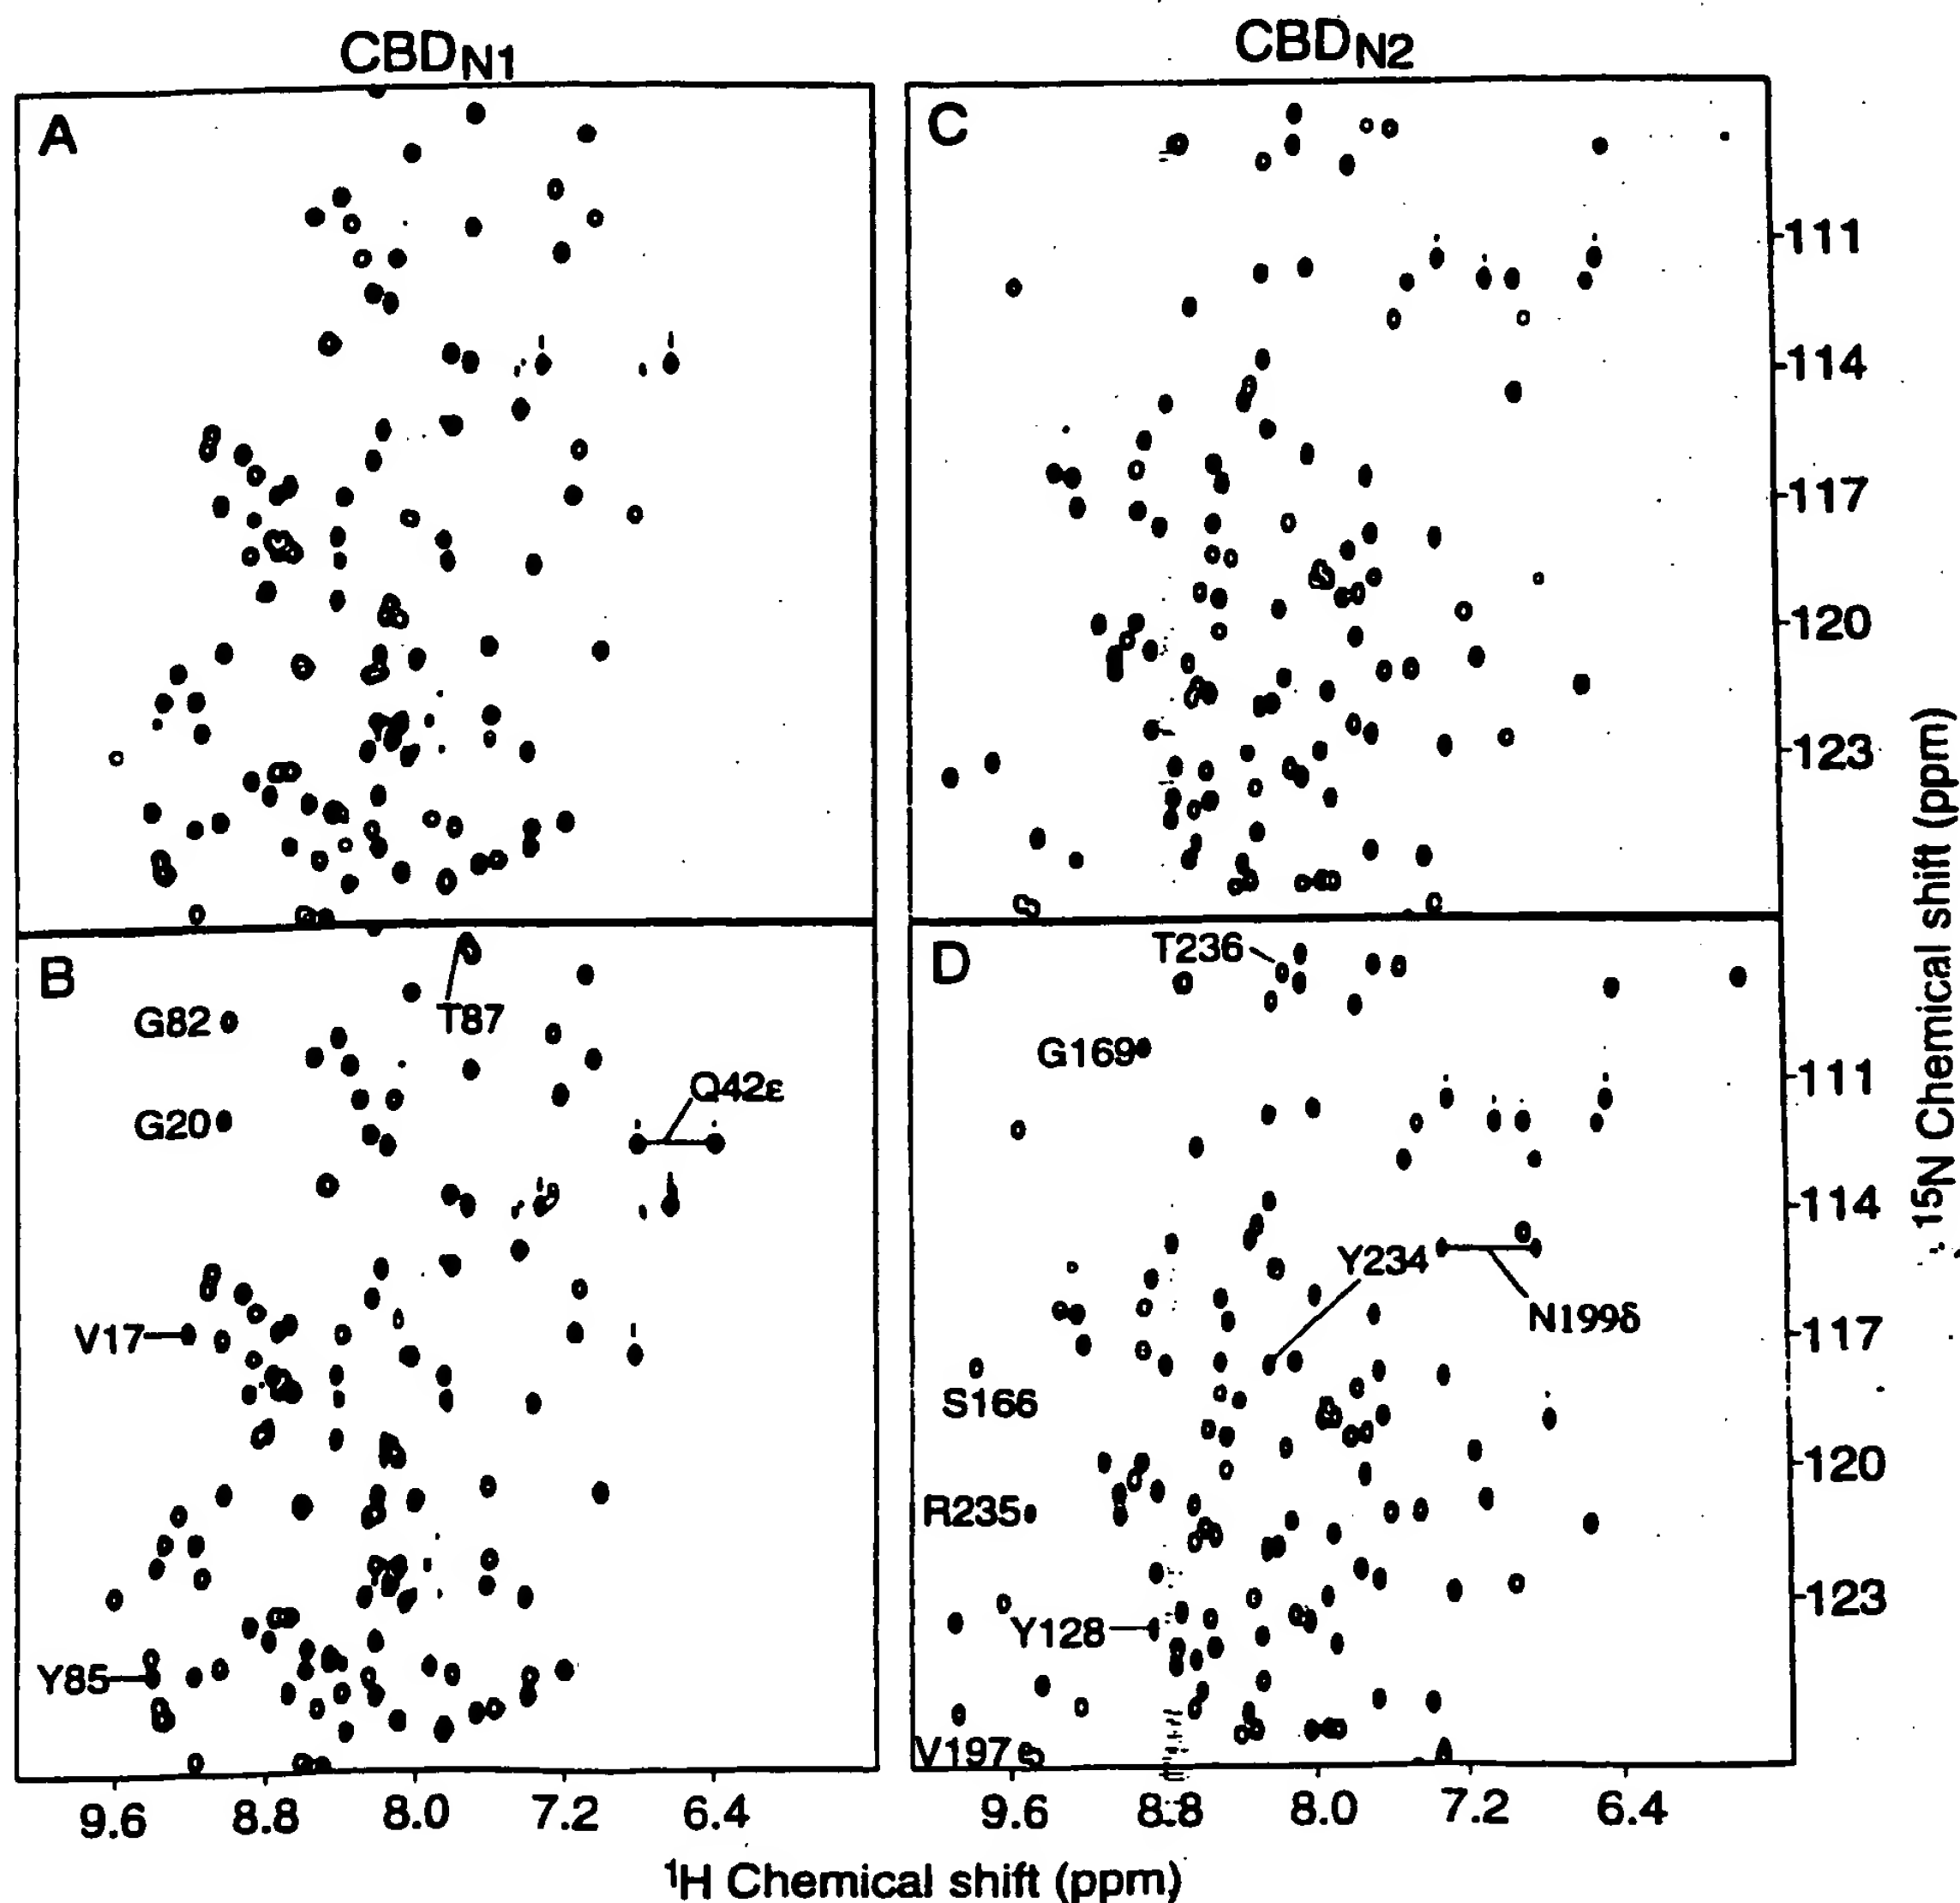 CBDN1
CBDN2
A
C
111
114
117
120
123
B
D
T236
G82
T87
G169
111
Q42ε
G20
114
Y234
N199δ
V17
117
S166
120
R235
123
Y128
Y85
V197
9.6 8.8 8.0 7.2 6.4
9.6 8.8 8.0 7.2 6.4
¹H Chemical shift (ppm)
¹⁵N Chemical shift (ppm)